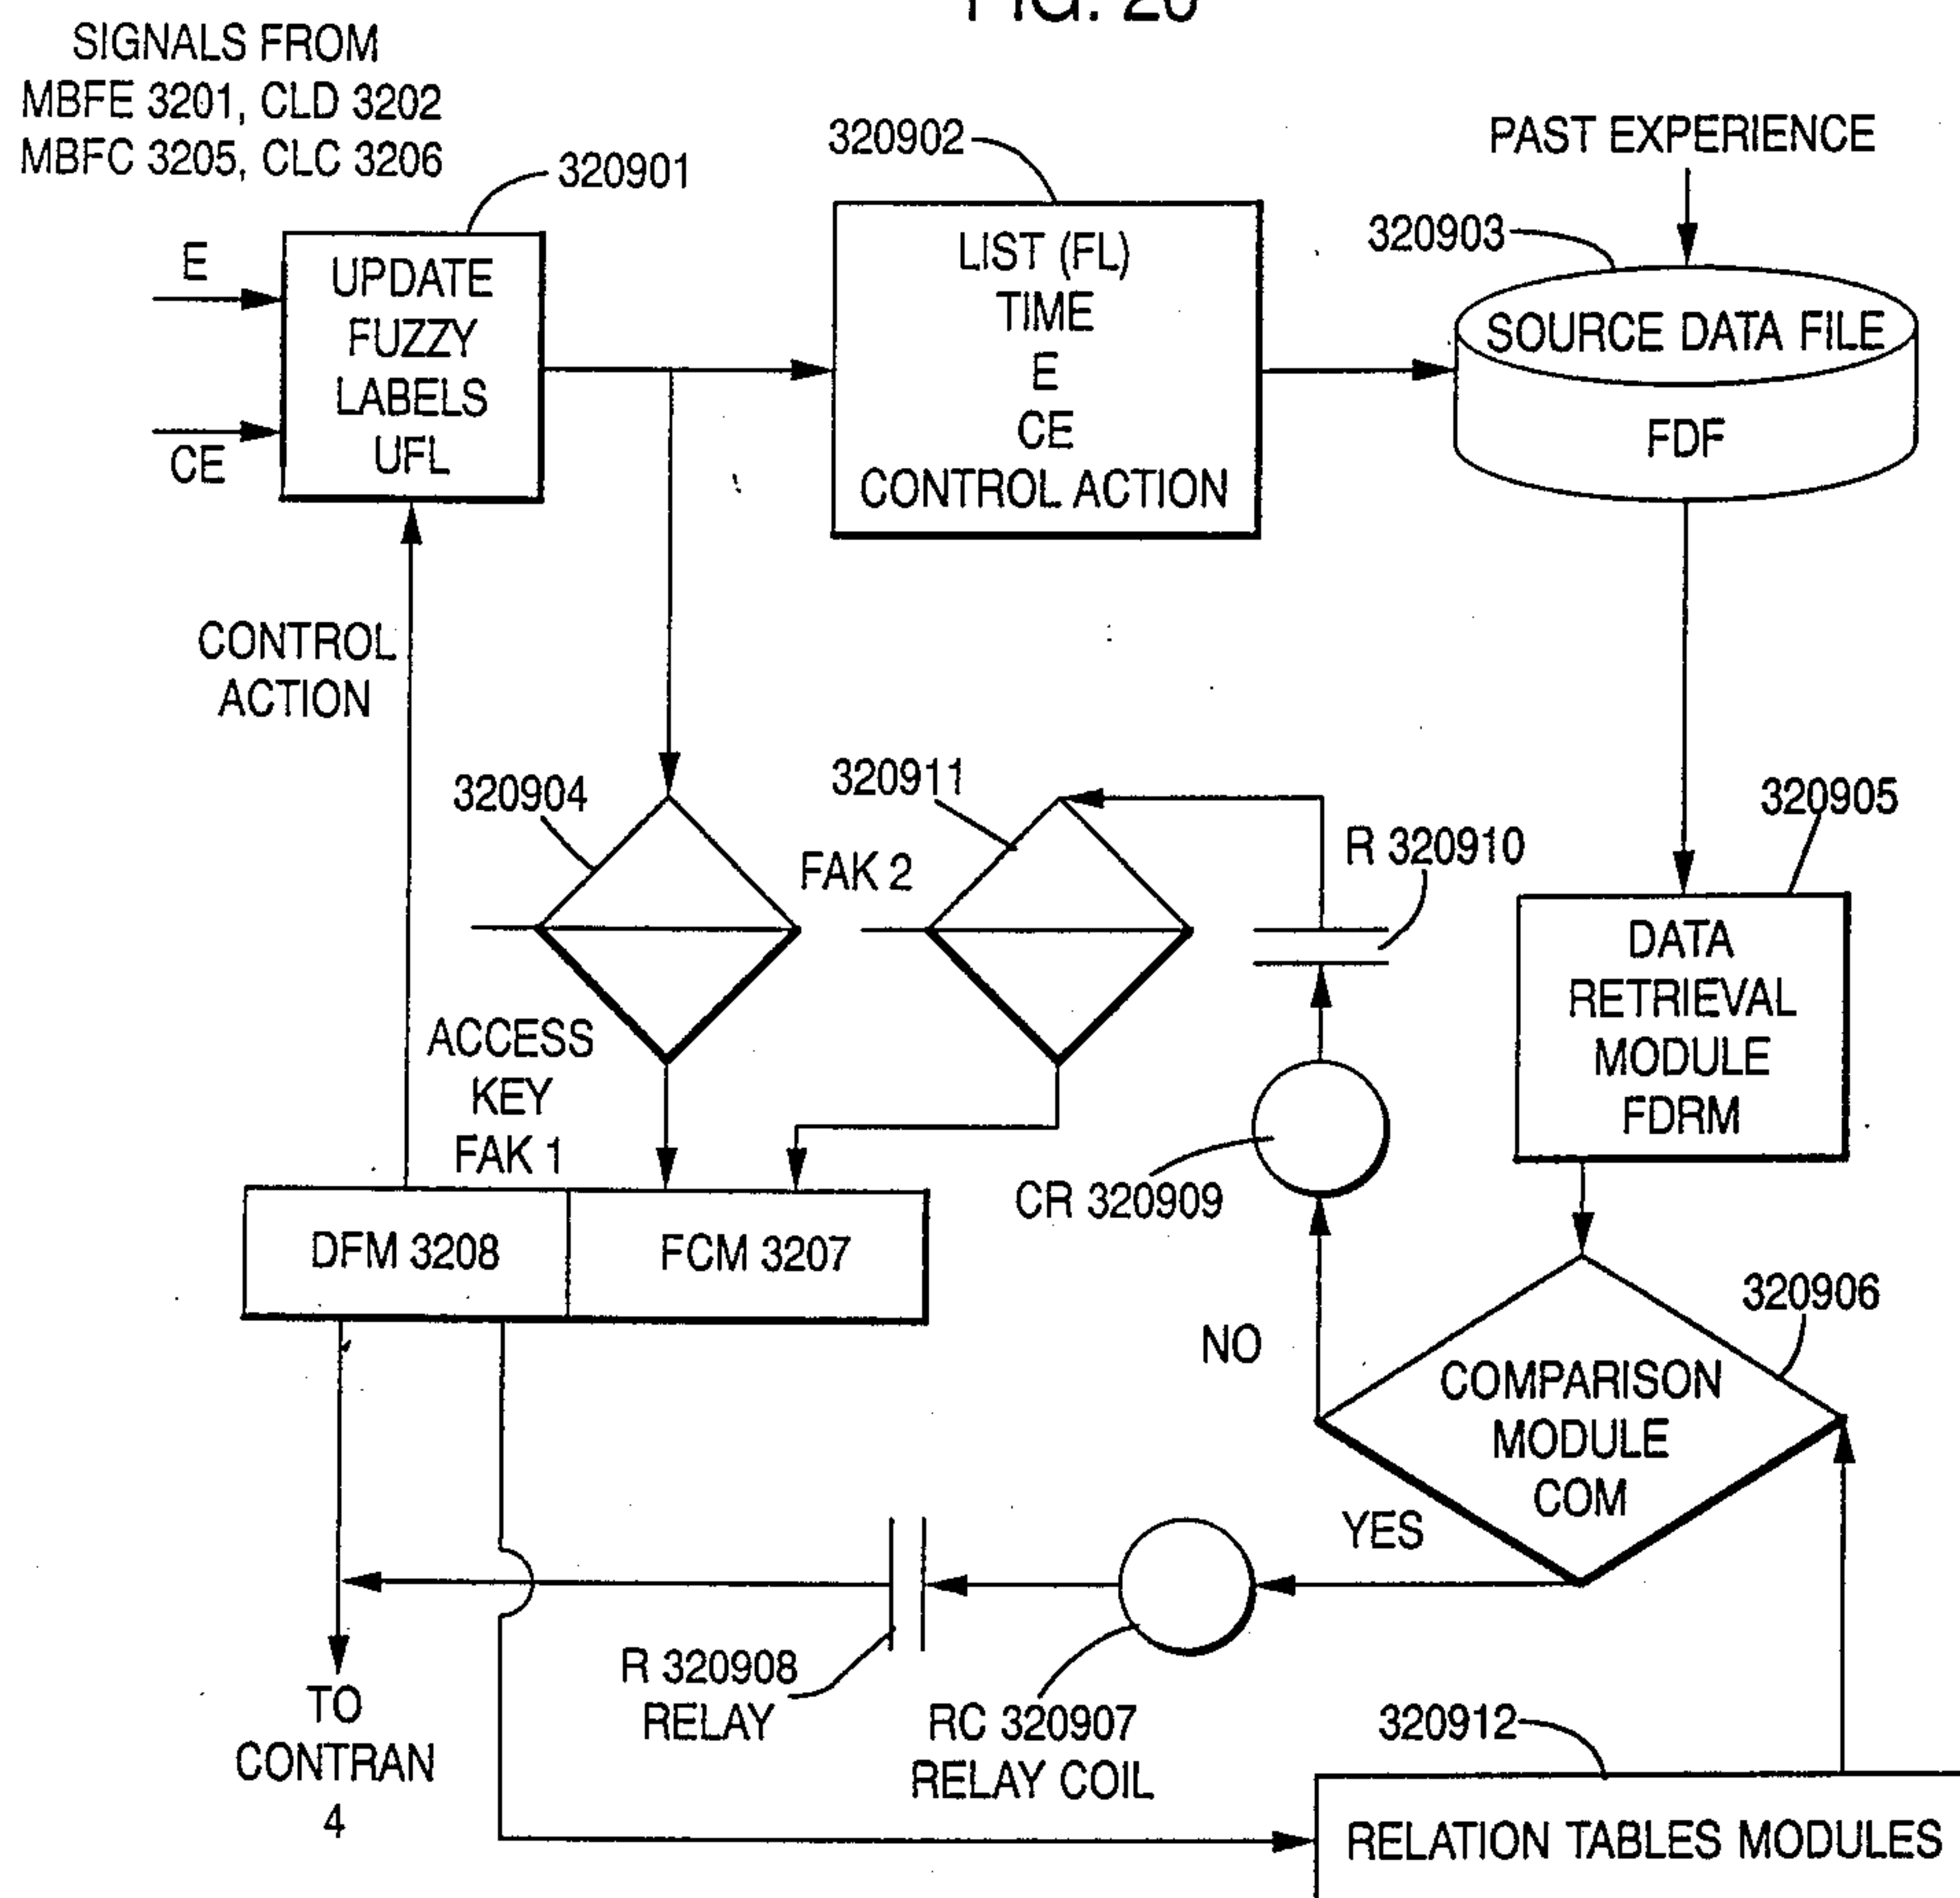 SIGNALS FROM
MBFE 3201, CLD 3202
MBFC 3205, CLC 3206
320901
320902
PAST EXPERIENCE
320903
E
CE
UPDATE
FUZZY
LABELS
UFL
LIST (FL)
TIME
E
CE
CONTROL ACTION
SOURCE DATA FILE
FDF
CONTROL
ACTION
320904
320911
FAK 2
R 320910
320905
DATA
RETRIEVAL
MODULE
FDRM
ACCESS
KEY
FAK 1
CR 320909
DFM 3208
FCM 3207
320906
NO
COMPARISON
MODULE
COM
YES
R 320908
RELAY
RC 320907
RELAY COIL
TO
CONTRAN
4
320912
RELATION TABLES MODULES